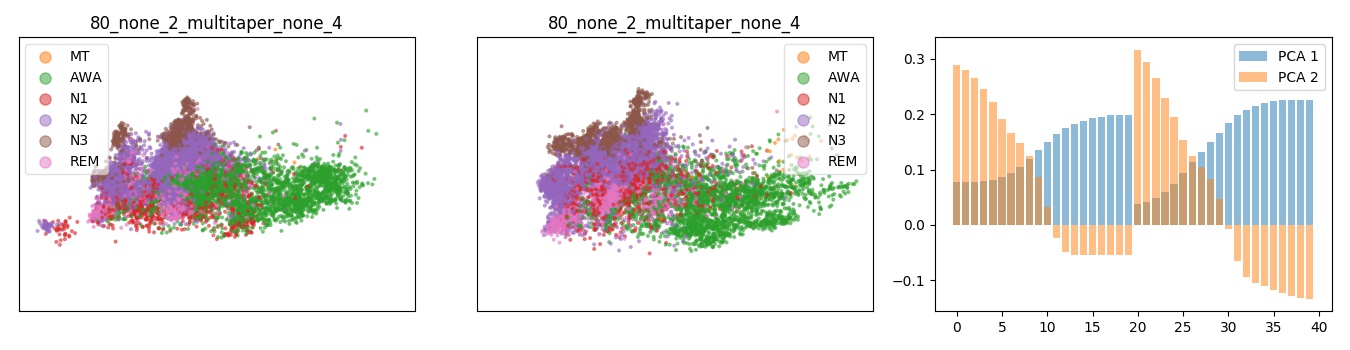 80_none_2_multitaper_none_4
MT
AWA
N1
N2
N3
REM
80_none_2_multitaper_none_4
MT
AWA
N1
N2
N3
REM
PCA 1
PCA 2
0.3
0.2
0.1
0.0
−0.1
0 5 10 15 20 25 30 35 40